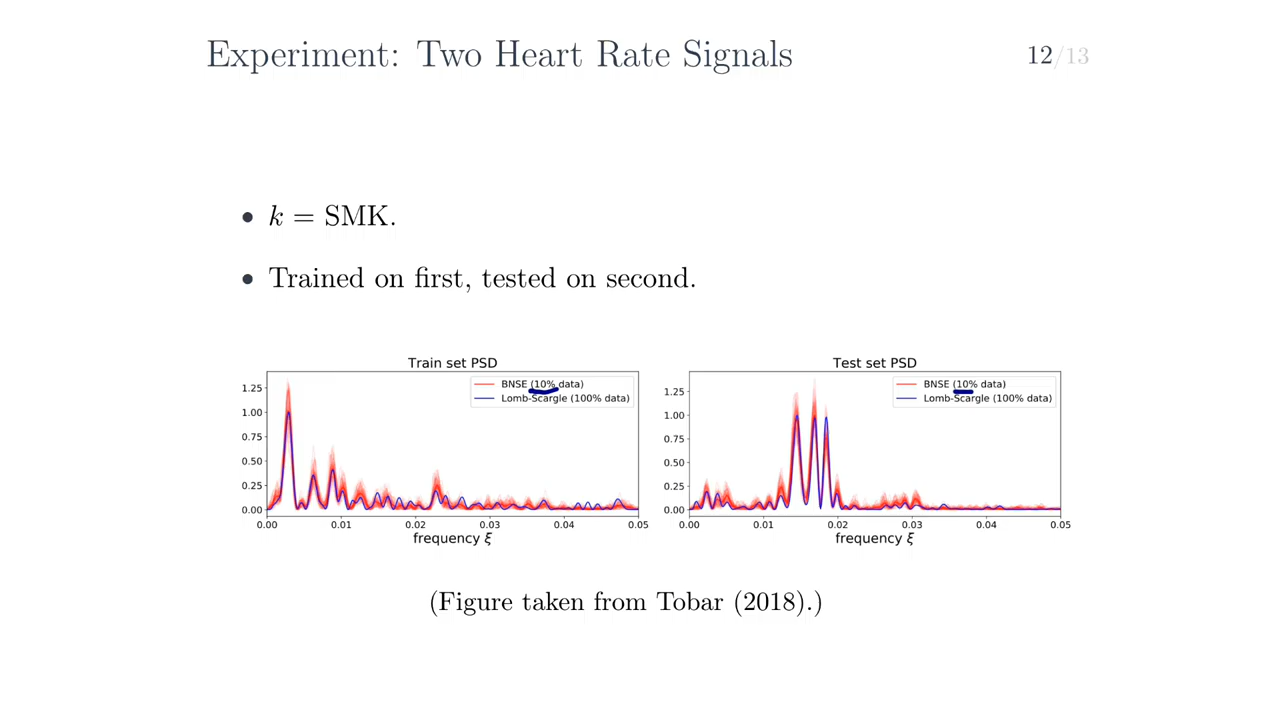 Experiment: Two Heart Rate Signals
12/13
• k = SMK.
• Trained on first, tested on second.
Train set PSD
BNSE (10% data)
Lomb-Scargle (100% data)
1.25
1.00
0.75
0.50
0.25
0.00
0.00 0.01 0.02 0.03 0.04 0.05
frequency ξ
Test set PSD
BNSE (10% data)
Lomb-Scargle (100% data)
1.25
1.00
0.75
0.50
0.25
0.00
0.00 0.01 0.02 0.03 0.04 0.05
frequency ξ
(Figure taken from Tobar (2018).)